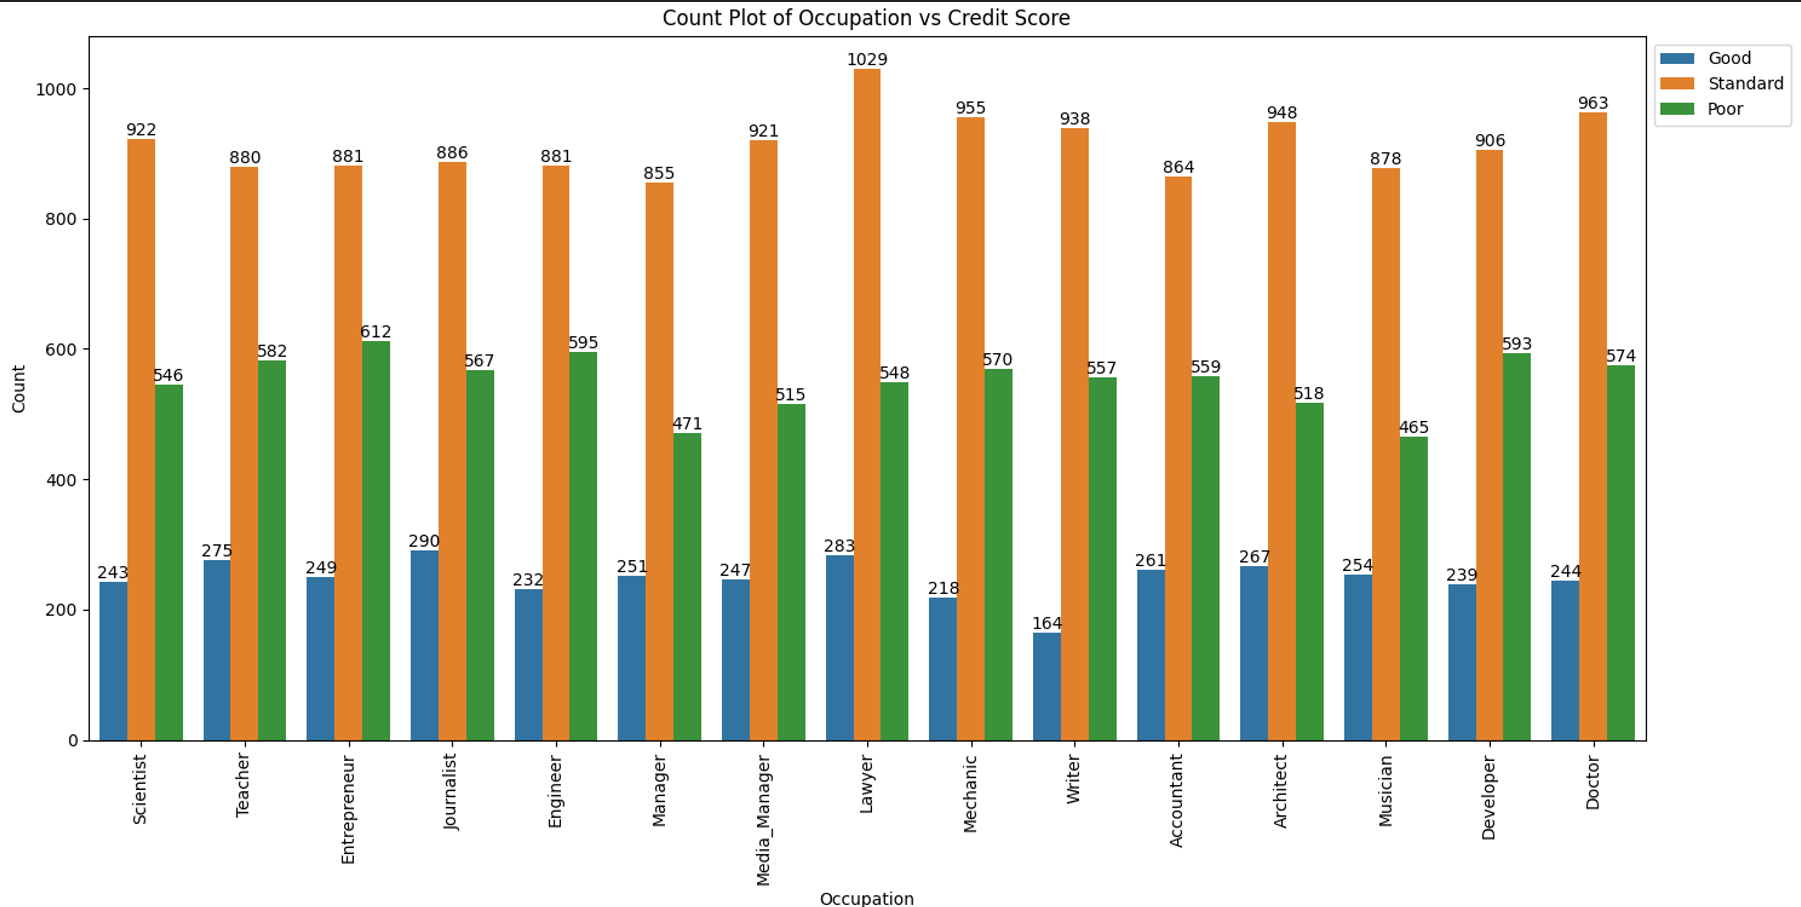 Count Plot of Occupation vs Credit Score
Good
Standard
Poor
Count
1000
800
600
400
200
0
243
922
546
275
880
582
249
881
612
290
886
567
232
881
595
251
855
471
247
921
515
283
1029
548
218
955
570
164
938
557
261
864
559
267
948
518
254
878
465
239
906
593
244
963
574
Scientist
Teacher
Entrepreneur
Journalist
Engineer
Manager
Media_Manager
Lawyer
Mechanic
Writer
Accountant
Architect
Musician
Developer
Doctor
Occupation